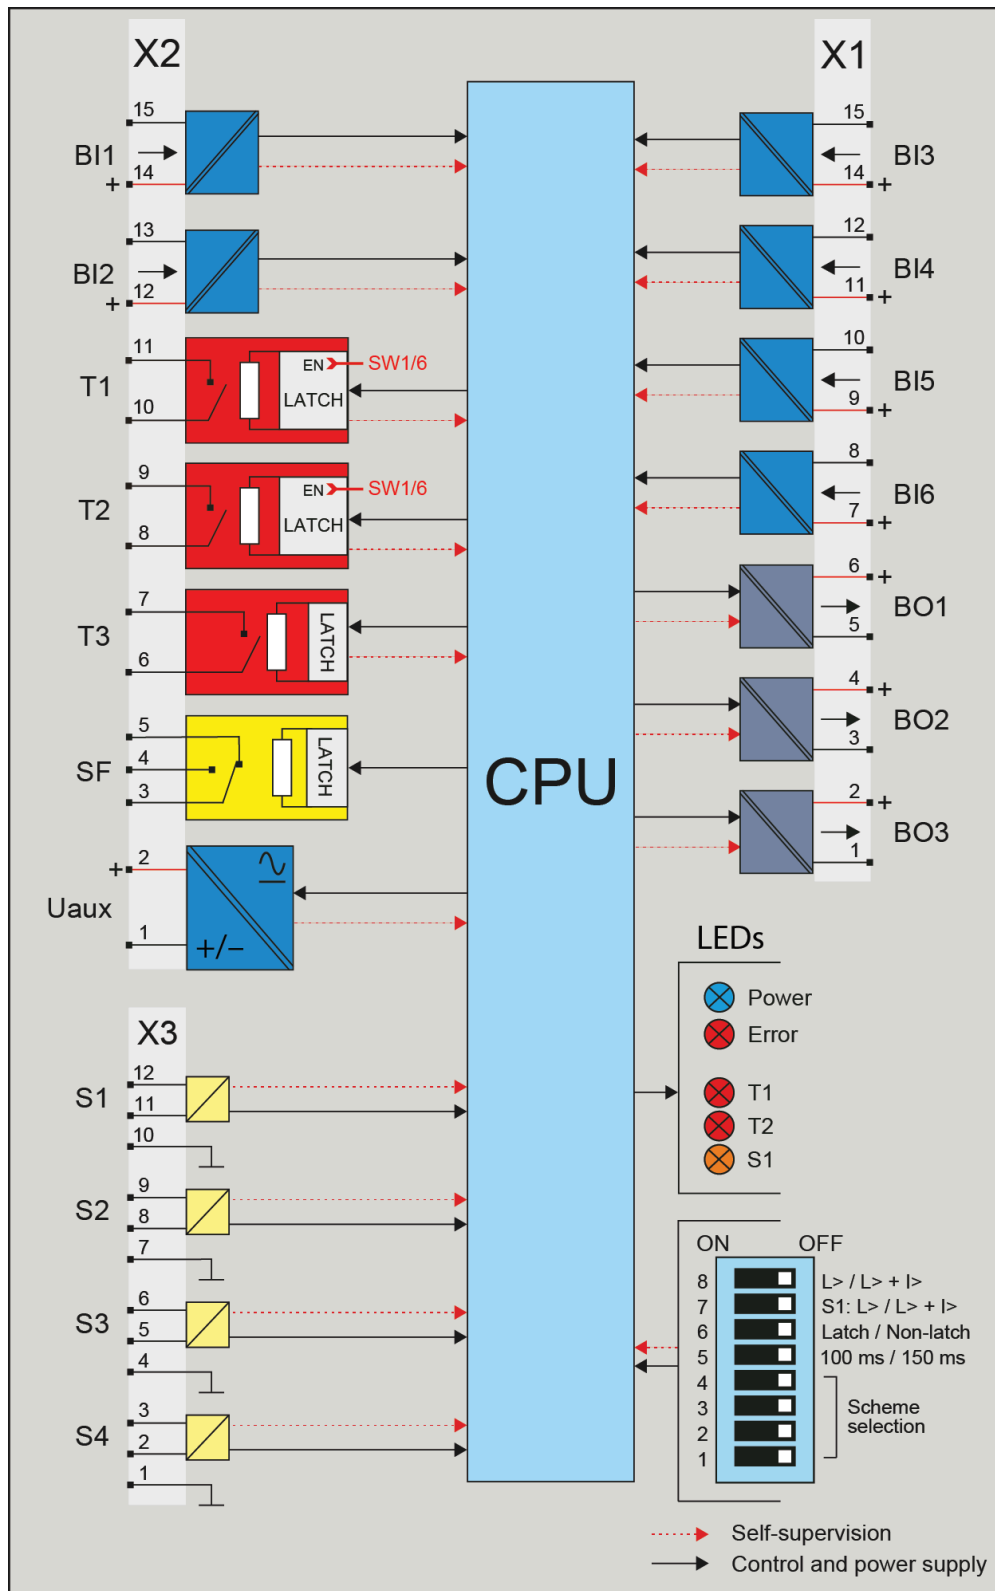 X2
X1
15
BI1
+ 14
13
BI2
+ 12
11
T1
EN SW1/6
LATCH
10
9
T2
EN SW1/6
LATCH
8
7
T3
LATCH
6
5
SF
4
LATCH
3
+ 2
Uaux
+/–
1
CPU
15
BI3
14 +
12
BI4
11 +
10
BI5
9 +
8
BI6
7 +
6 +
BO1
5
4 +
BO2
3
2 +
BO3
1
X3
12
S1
11
10
9
S2
8
7
6
S3
5
4
3
S4
2
1
LEDs
Power
Error
T1
T2
S1
ON OFF
8 L> / L> + I>
7 S1: L> / L> + I>
6 Latch / Non-latch
5 100 ms / 150 ms
4
3 Scheme
2 selection
1
Self-supervision
Control and power supply